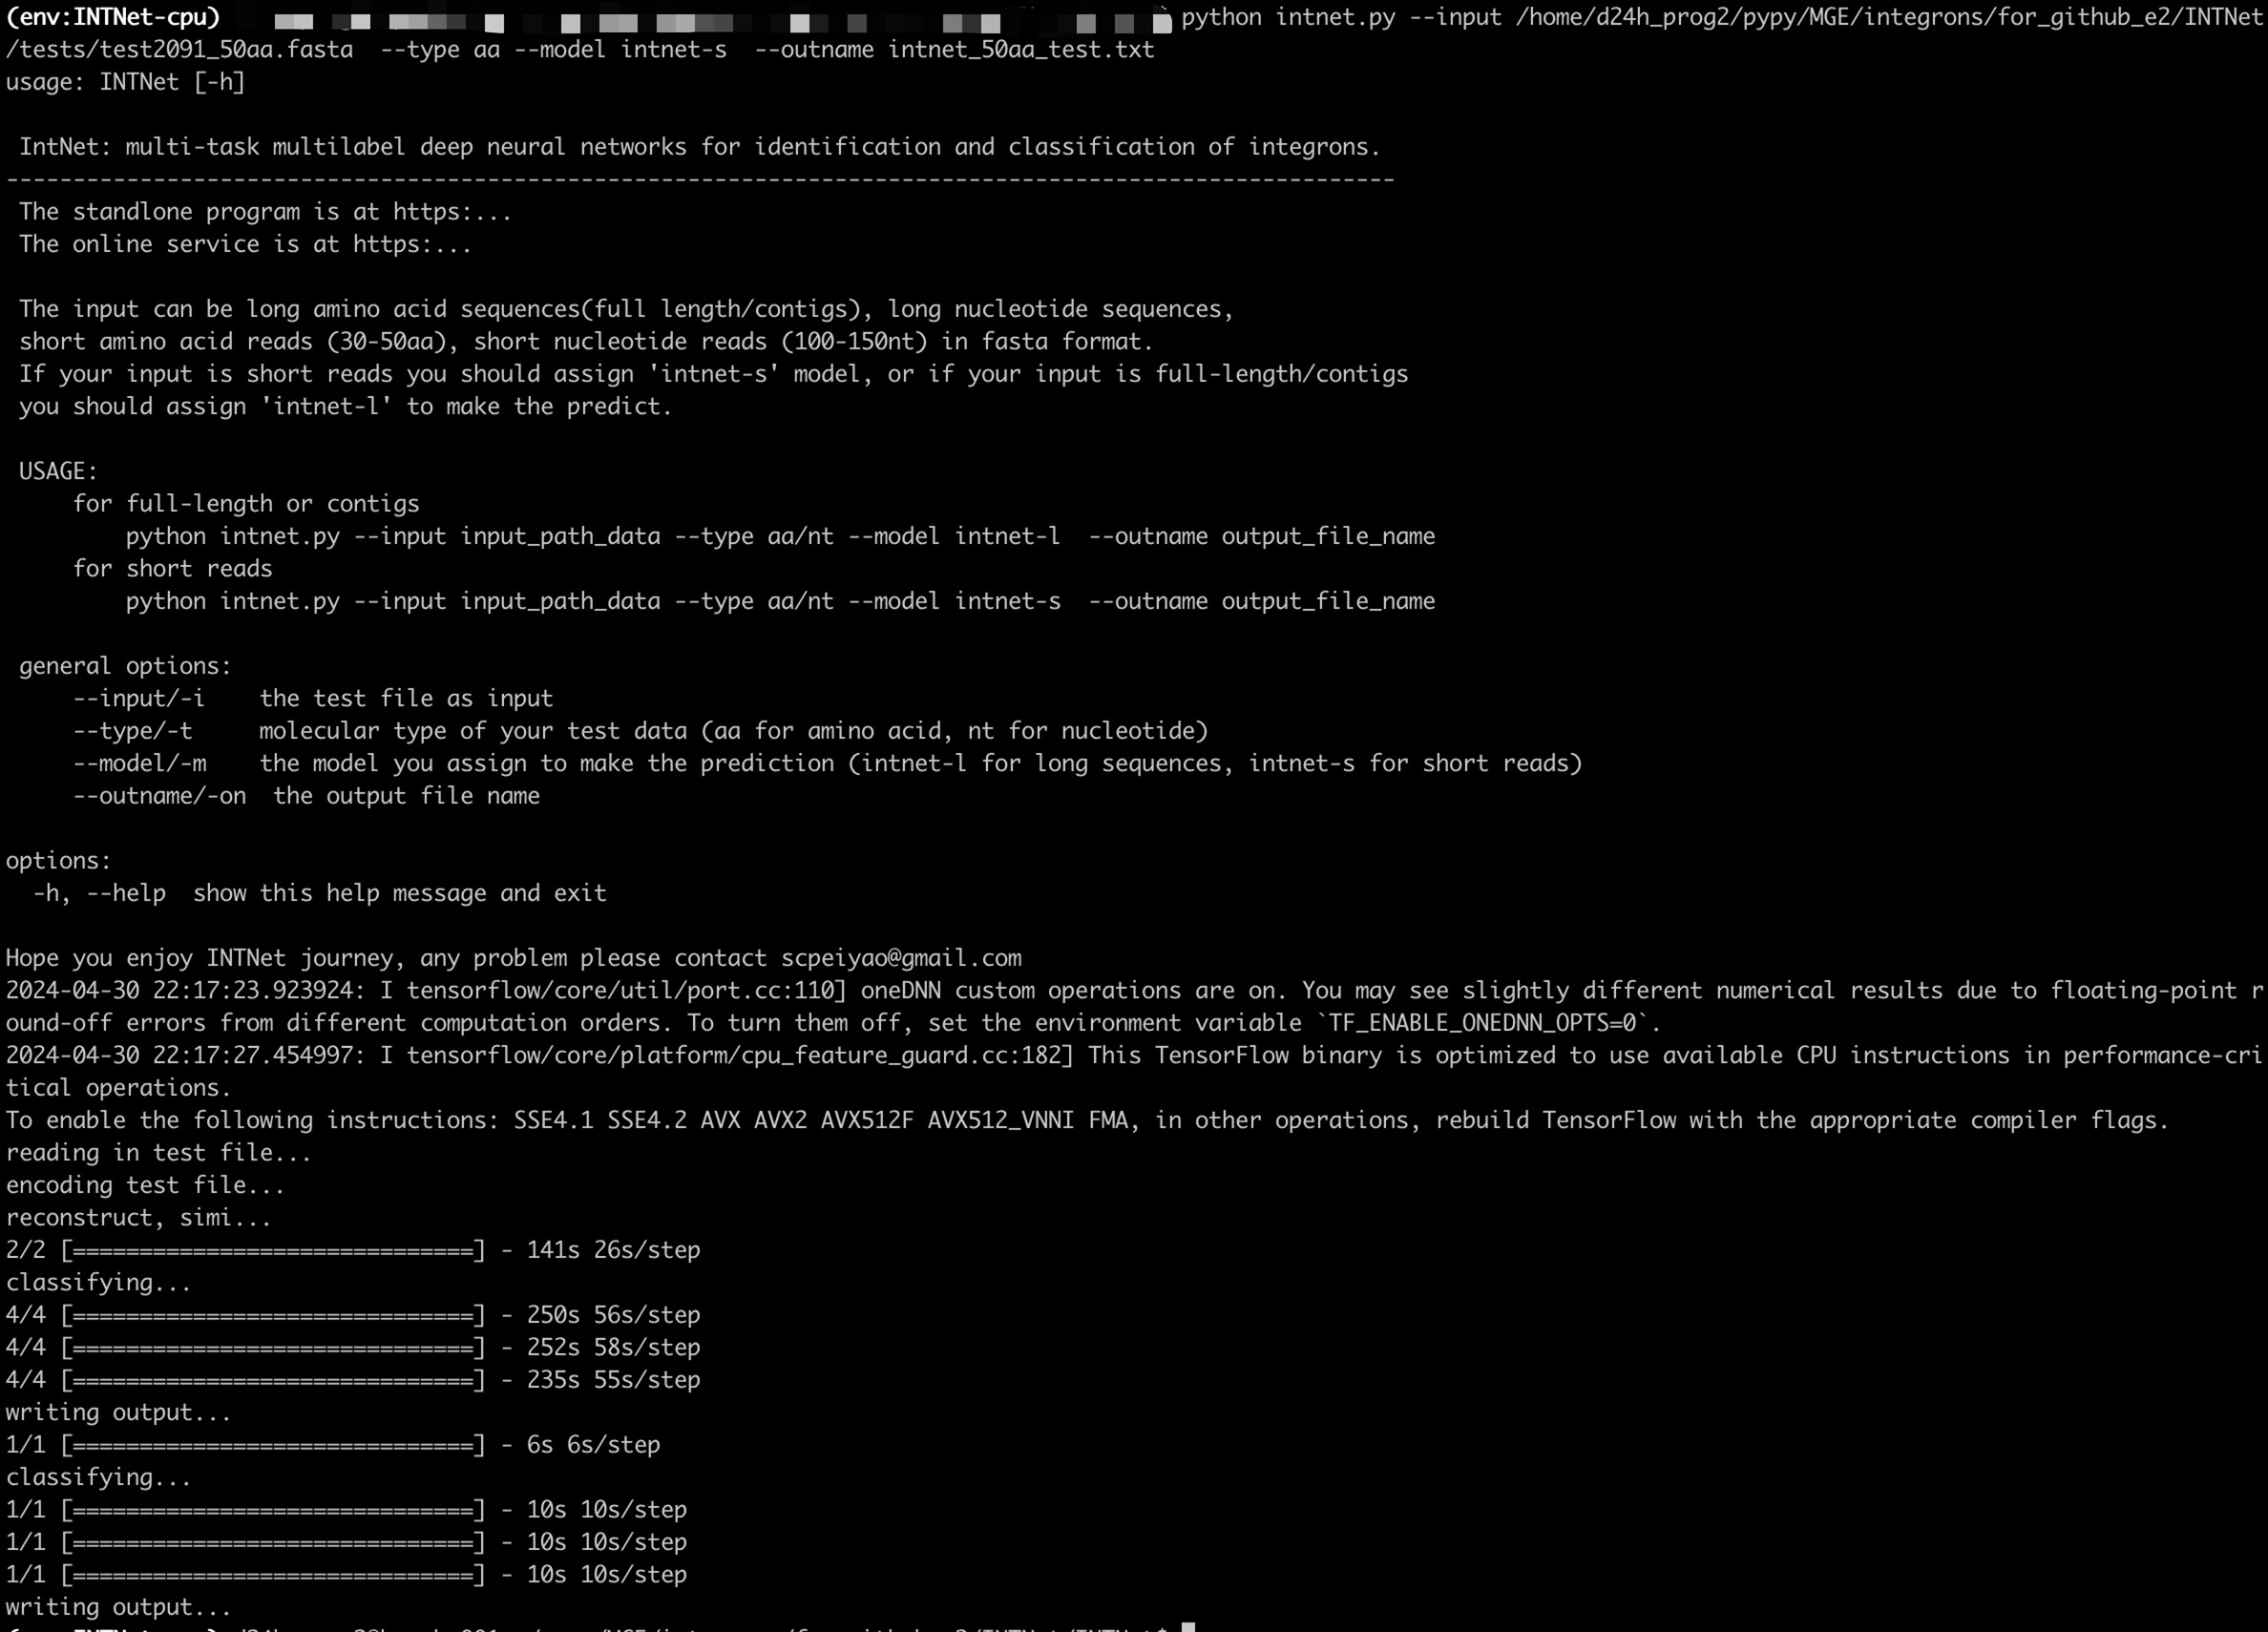 (env:INTNet-cpu) python intnet.py --input /home/d24h_prog2/pypy/MGE/integrons/for_github_e2/INTNet
/tests/test2091_50aa.fasta  --type aa --model intnet-s  --outname intnet_50aa_test.txt
usage: INTNet [-h]
IntNet: multi-task multilabel deep neural networks for identification and classification of integrons.
--------------------------------------------------------------------------------------------------------
The standlone program is at https:...
The online service is at https:...
The input can be long amino acid sequences(full length/contigs), long nucleotide sequences,
short amino acid reads (30-50aa), short nucleotide reads (100-150nt) in fasta format.
If your input is short reads you should assign 'intnet-s' model, or if your input is full-length/contigs
you should assign 'intnet-l' to make the predict.
USAGE:
for full-length or contigs
python intnet.py --input input_path_data --type aa/nt --model intnet-l  --outname output_file_name
for short reads
python intnet.py --input input_path_data --type aa/nt --model intnet-s  --outname output_file_name
general options:
--input/-i    the test file as input
--type/-t     molecular type of your test data (aa for amino acid, nt for nucleotide)
--model/-m    the model you assign to make the prediction (intnet-l for long sequences, intnet-s for short reads)
--outname/-on  the output file name
options:
-h, --help  show this help message and exit
Hope you enjoy INTNet journey, any problem please contact scpeiyao@gmail.com
2024-04-30 22:17:23.923924: I tensorflow/core/util/port.cc:110] oneDNN custom operations are on. You may see slightly different numerical results due to floating-point r
ound-off errors from different computation orders. To turn them off, set the environment variable `TF_ENABLE_ONEDNN_OPTS=0`.
2024-04-30 22:17:27.454997: I tensorflow/core/platform/cpu_feature_guard.cc:182] This TensorFlow binary is optimized to use available CPU instructions in performance-cri
tical operations.
To enable the following instructions: SSE4.1 SSE4.2 AVX AVX2 AVX512F AVX512_VNNI FMA, in other operations, rebuild TensorFlow with the appropriate compiler flags.
reading in test file...
encoding test file...
reconstruct, simi...
2/2 [==============================] - 141s 26s/step
classifying...
4/4 [==============================] - 250s 56s/step
4/4 [==============================] - 252s 58s/step
4/4 [==============================] - 235s 55s/step
writing output...
1/1 [==============================] - 6s 6s/step
classifying...
1/1 [==============================] - 10s 10s/step
1/1 [==============================] - 10s 10s/step
1/1 [==============================] - 10s 10s/step
writing output...